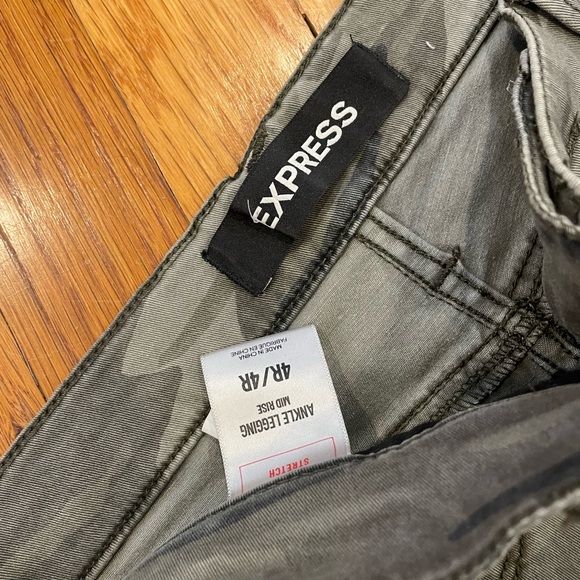 EXPRESS
STRETCH
ANKLE LEGGING
MID RISE
4R/4R
MADE IN CHINA
FABRIQUÉ EN CHINE